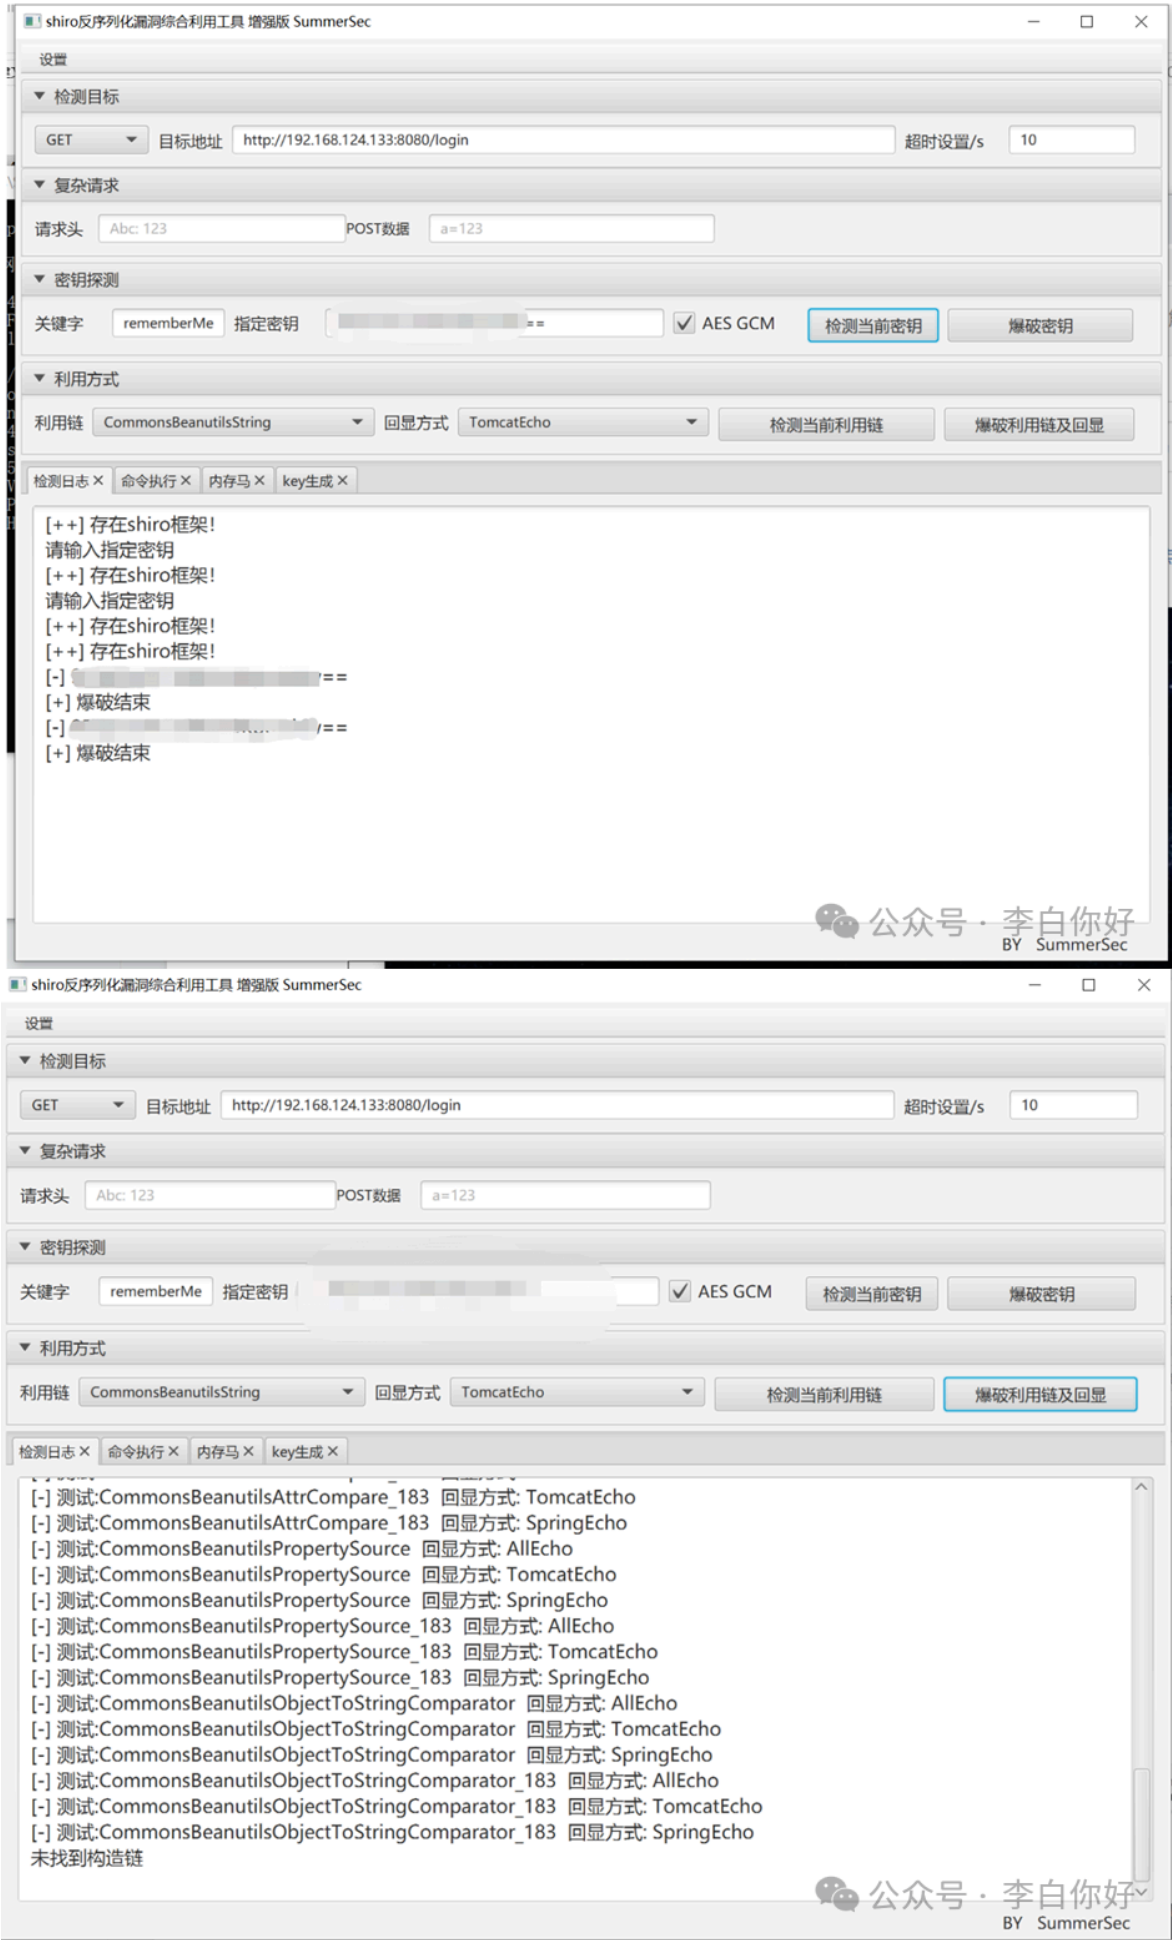 shiro反序列化漏洞综合利用工具 增强版 SummerSec
设置
检测目标
GET 目标地址 http://192.168.124.133:8080/login 超时设置/s 10
复杂请求
请求头 Abc: 123 POST数据 a=123
密钥探测
关键字 rememberMe 指定密钥 == AES GCM 检测当前密钥 爆破密钥
利用方式
利用链 CommonsBeanutilsString 回显方式 TomcatEcho 检测当前利用链 爆破利用链及回显
检测日志 命令执行 内存马 key生成
[++] 存在shiro框架!
请输入指定密钥
[++] 存在shiro框架!
请输入指定密钥
[++] 存在shiro框架!
[++] 存在shiro框架!
[-] ==
[+] 爆破结束
[-] ==
[+] 爆破结束
公众号 · 李白你好
BY SummerSec
shiro反序列化漏洞综合利用工具 增强版 SummerSec
设置
检测目标
GET 目标地址 http://192.168.124.133:8080/login 超时设置/s 10
复杂请求
请求头 Abc: 123 POST数据 a=123
密钥探测
关键字 rememberMe 指定密钥 AES GCM 检测当前密钥 爆破密钥
利用方式
利用链 CommonsBeanutilsString 回显方式 TomcatEcho 检测当前利用链 爆破利用链及回显
检测日志 命令执行 内存马 key生成
[-] 测试:CommonsBeanutilsAttrCompare_183 回显方式: TomcatEcho
[-] 测试:CommonsBeanutilsAttrCompare_183 回显方式: SpringEcho
[-] 测试:CommonsBeanutilsPropertySource 回显方式: AllEcho
[-] 测试:CommonsBeanutilsPropertySource 回显方式: TomcatEcho
[-] 测试:CommonsBeanutilsPropertySource 回显方式: SpringEcho
[-] 测试:CommonsBeanutilsPropertySource_183 回显方式: AllEcho
[-] 测试:CommonsBeanutilsPropertySource_183 回显方式: TomcatEcho
[-] 测试:CommonsBeanutilsPropertySource_183 回显方式: SpringEcho
[-] 测试:CommonsBeanutilsObjectToStringComparator 回显方式: AllEcho
[-] 测试:CommonsBeanutilsObjectToStringComparator 回显方式: TomcatEcho
[-] 测试:CommonsBeanutilsObjectToStringComparator 回显方式: SpringEcho
[-] 测试:CommonsBeanutilsObjectToStringComparator_183 回显方式: AllEcho
[-] 测试:CommonsBeanutilsObjectToStringComparator_183 回显方式: TomcatEcho
[-] 测试:CommonsBeanutilsObjectToStringComparator_183 回显方式: SpringEcho
未找到构造链
公众号 · 李白你好
BY SummerSec